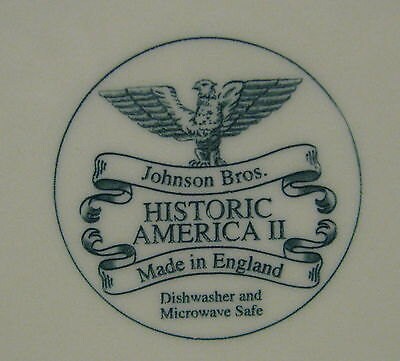 Johnson Bros.
HISTORIC
AMERICA II
Made in England
Dishwasher and
Microwave Safe